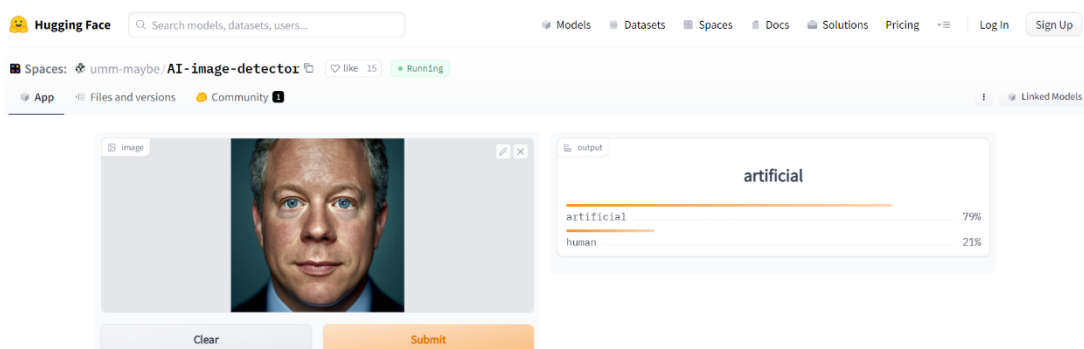 Hugging Face Search models, datasets, users... Models Datasets Spaces Docs Solutions Pricing Log In Sign Up
Spaces: umm-maybe/AI-image-detector like 15 Running
App Files and versions Community 1 Linked Models
image
output
artificial
artificial 79%
human 21%
Clear Submit